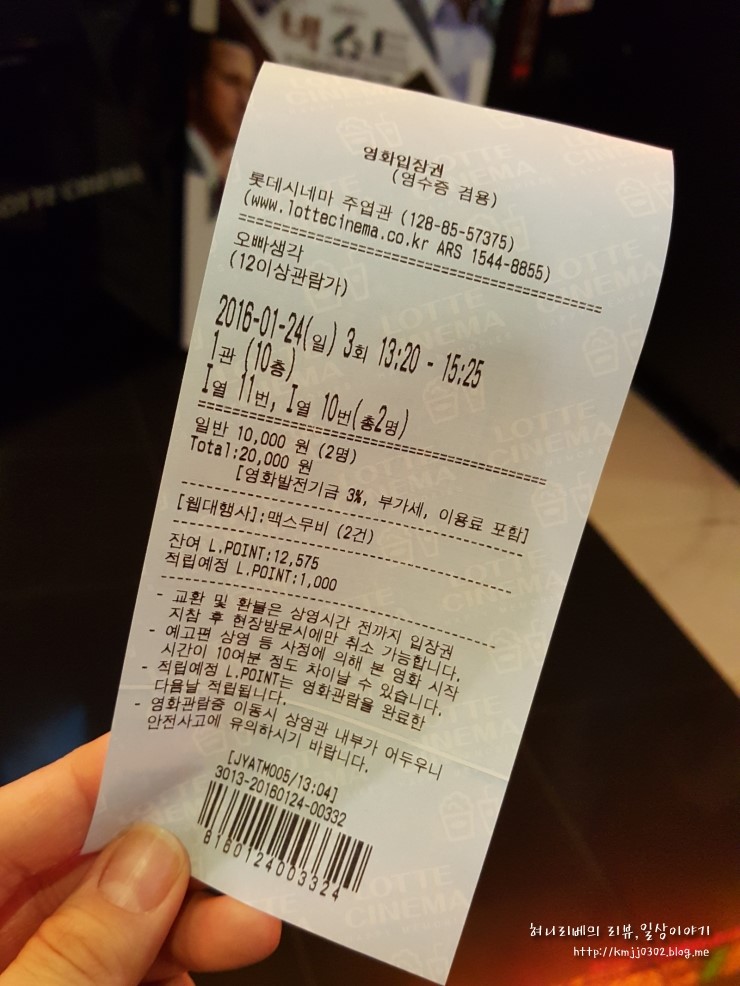 넥쇼트
LOTTE CINEMA
영화입장권
(영수증 겸용)
롯데시네마 주엽관 (128-85-57375)
(www.lottecinema.co.kr ARS 1544-8855)
오빠생각
(12이상관람가)
2016-01-24(일) 3회 13:20 - 15:25
1관 (10층)
I열 11번, I열 10번(총2명)
일반 10,000 원 (2명)
Total:20,000 원
[영화발전기금 3%, 부가세, 이용료 포함]
[웹대행사]:맥스무비 (2건)
잔여 L.POINT:12,575
적립예정 L.POINT:1,000
- 교환 및 환불은 상영시간 전까지 입장권
지참 후 현장방문시에만 취소 가능합니다.
- 예고편 상영 등 사정에 의해 본 영화 시작
시간이 10여분 정도 차이날 수 있습니다.
- 적립예정 L.POINT는 영화관람을 완료한
다음날 적립됩니다.
- 영화관람중 이동시 상영관 내부가 어두우니
안전사고에 유의하시기 바랍니다.
[JYATM005/13:04]
3013-20160124-00332
8160124003324
허니리베의 리뷰,일상이야기
http://kmjj0302.blog.me